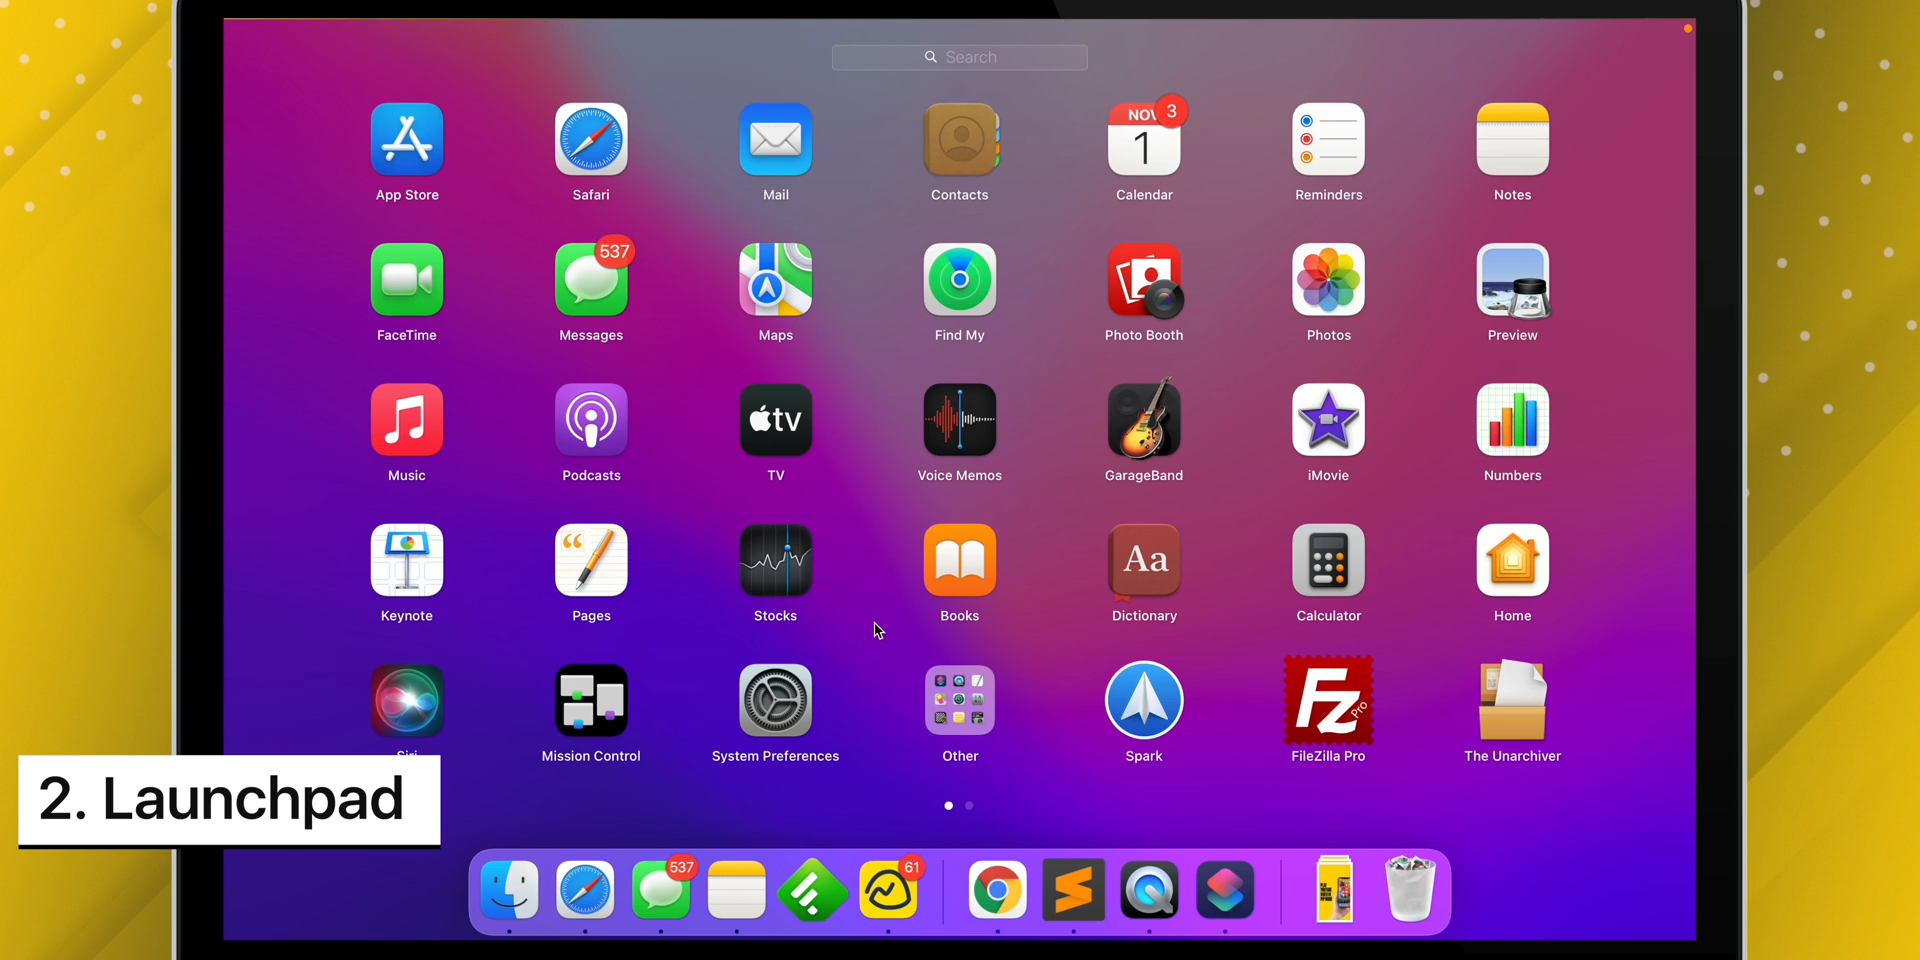 Search
App Store
Safari
Mail
Contacts
NOV 3
1
Calendar
Reminders
Notes
FaceTime
537
Messages
Maps
Find My
Photo Booth
Photos
Preview
Music
Podcasts
tv
TV
Voice Memos
GarageBand
iMovie
Numbers
Keynote
Pages
Stocks
Books
Aa
Dictionary
Calculator
Home
Siri
Mission Control
System Preferences
Other
Spark
Fz Pro
FileZilla Pro
The Unarchiver
2. Launchpad
537
61